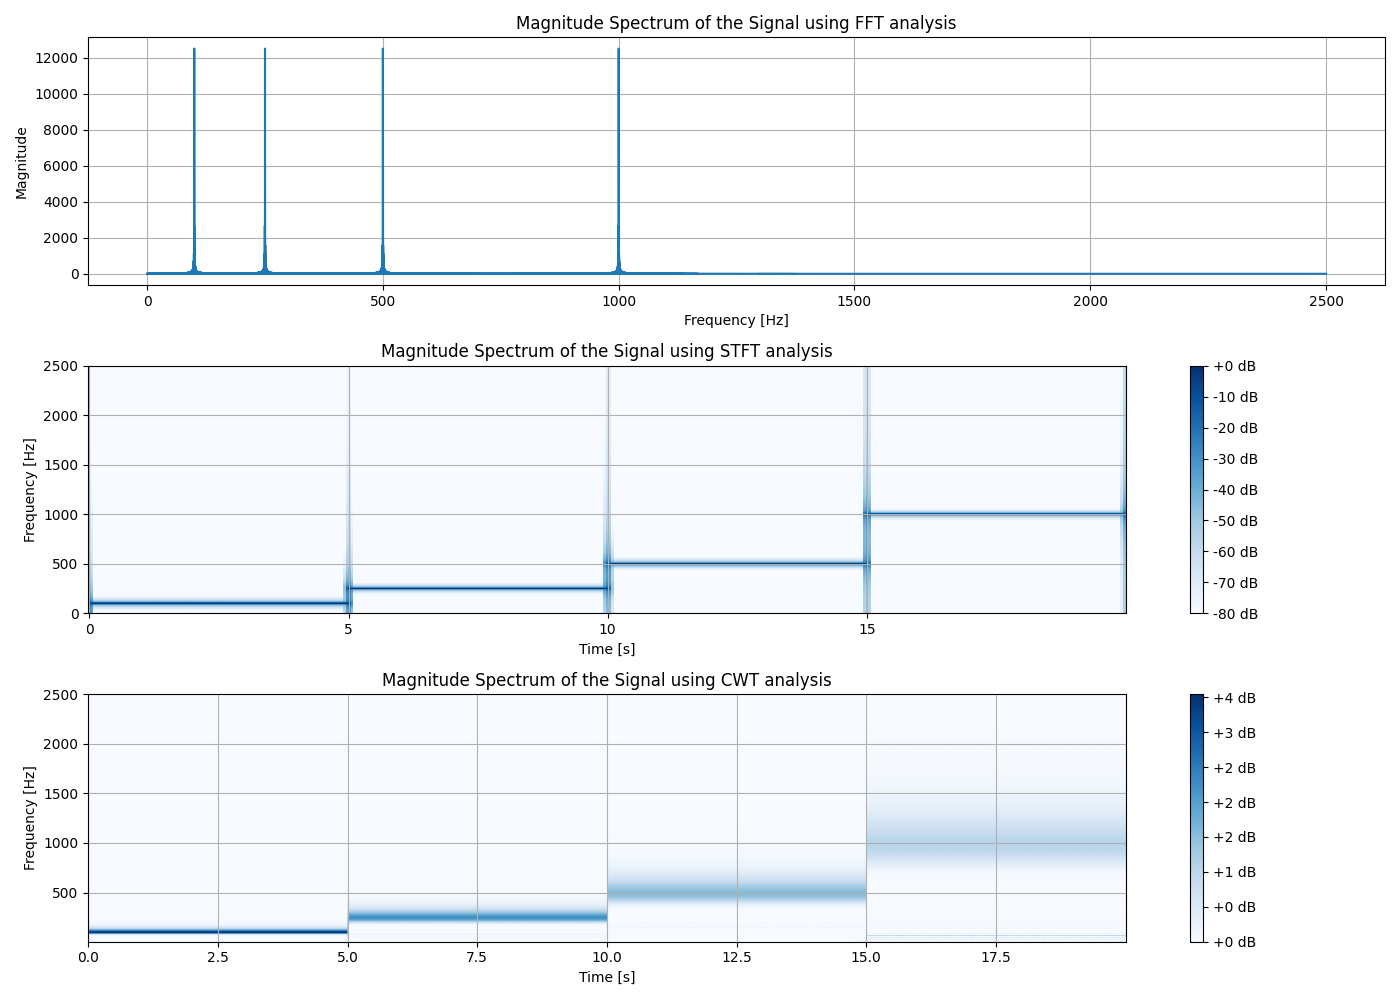 Magnitude Spectrum of the Signal using FFT analysis
12000
10000
8000
6000
4000
2000
0
Magnitude
0 500 1000 1500 2000 2500
Frequency [Hz]
Magnitude Spectrum of the Signal using STFT analysis
2500
2000
1500
1000
500
0
Frequency [Hz]
0 5 10 15
Time [s]
+0 dB
-10 dB
-20 dB
-30 dB
-40 dB
-50 dB
-60 dB
-70 dB
-80 dB
Magnitude Spectrum of the Signal using CWT analysis
2500
2000
1500
1000
500
Frequency [Hz]
0.0 2.5 5.0 7.5 10.0 12.5 15.0 17.5
Time [s]
+4 dB
+3 dB
+2 dB
+2 dB
+2 dB
+1 dB
+0 dB
+0 dB